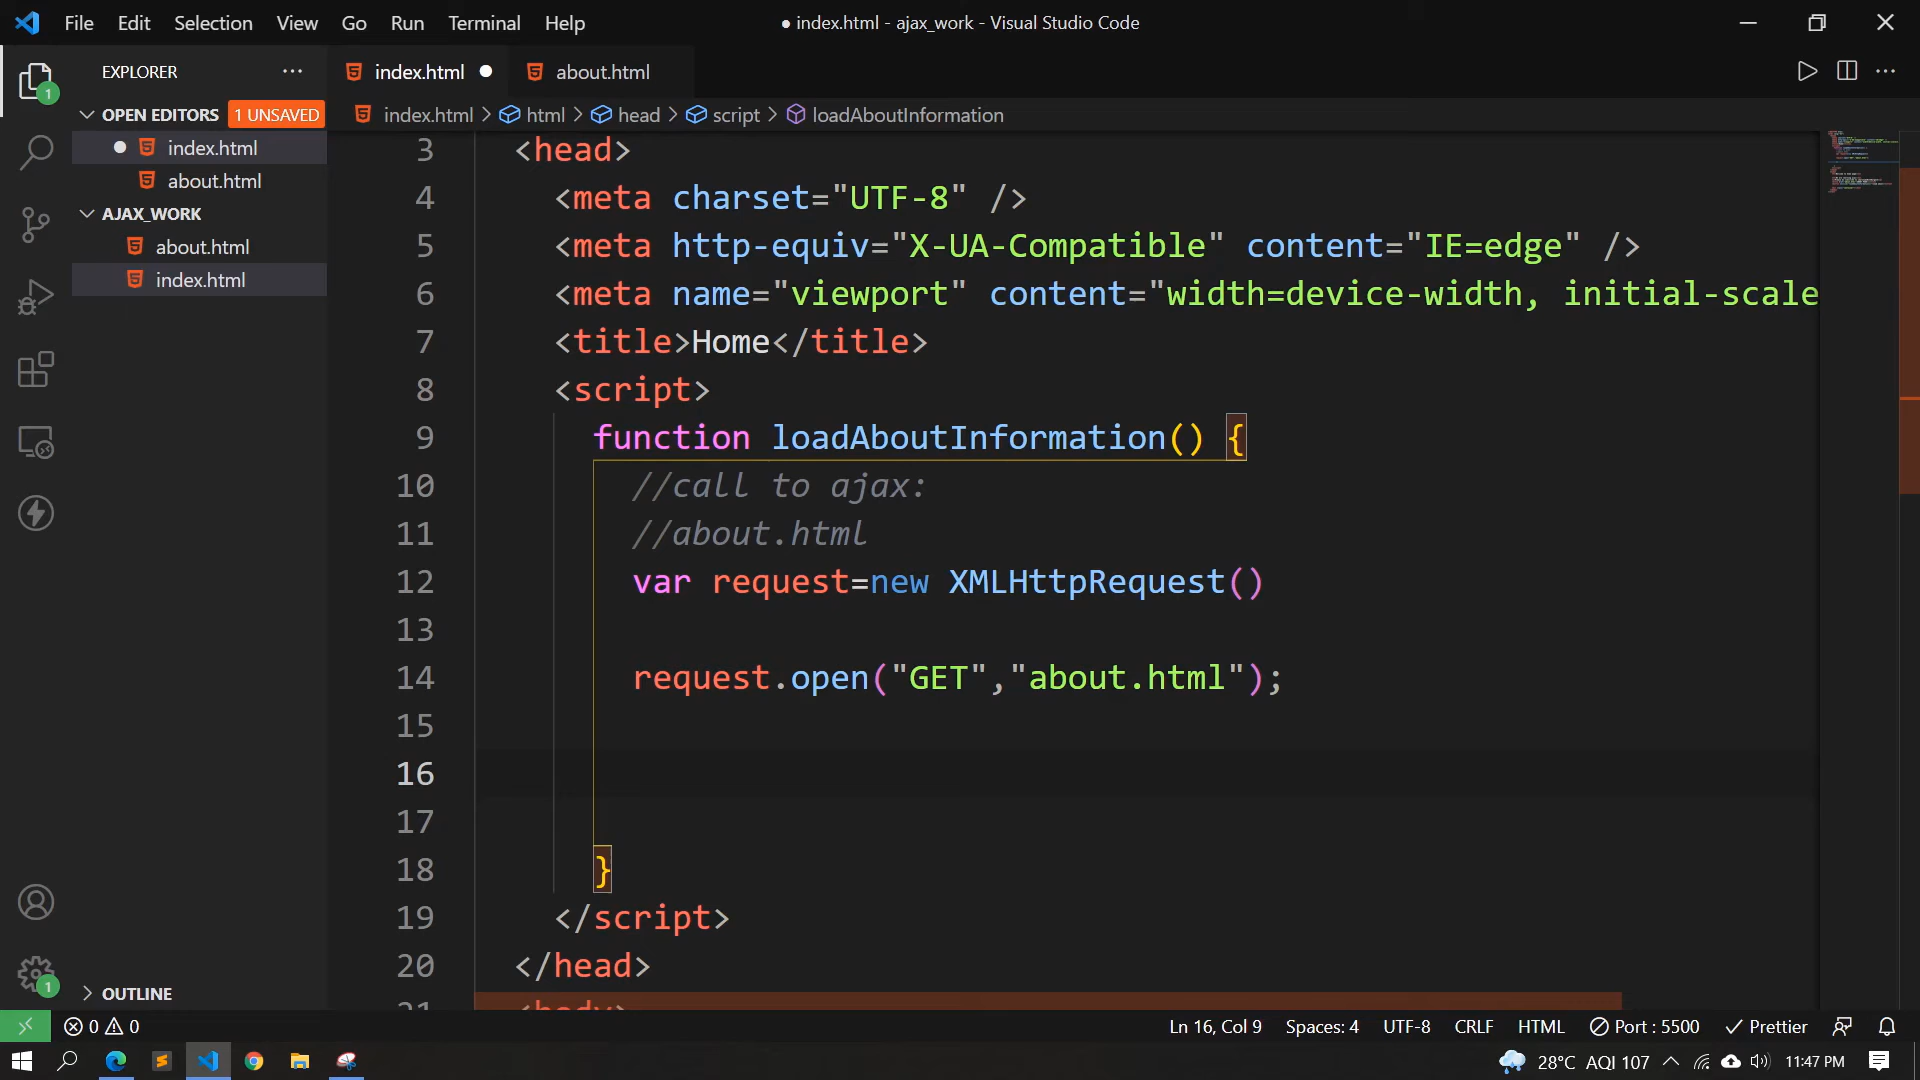 File Edit Selection View Go Run Terminal Help
● index.html - ajax_work - Visual Studio Code
EXPLORER
index.html
about.html
OPEN EDITORS 1 UNSAVED
index.html
about.html
AJAX_WORK
about.html
index.html
OUTLINE
index.html > html > head > script > loadAboutInformation
3 <head>
4 <meta charset="UTF-8" />
5 <meta http-equiv="X-UA-Compatible" content="IE=edge" />
6 <meta name="viewport" content="width=device-width, initial-scale
7 <title>Home</title>
8 <script>
9 function loadAboutInformation() {
10 //call to ajax:
11 //about.html
12 var request=new XMLHttpRequest()
13
14 request.open("GET","about.html");
15
16
17
18 }
19 </script>
20 </head>
21 <body>
1
1
0 0
Ln 16, Col 9 Spaces: 4 UTF-8 CRLF HTML Port : 5500 Prettier
28°C AQI 107 11:47 PM